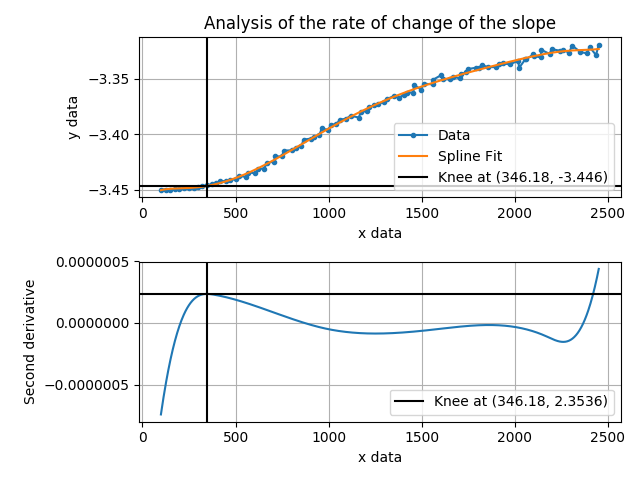 Analysis of the rate of change of the slope
y data
−3.35
−3.40
−3.45
Data
Spline Fit
Knee at (346.18, -3.446)
0 500 1000 1500 2000 2500
x data
Second derivative
0.0000005
0.0000000
−0.0000005
Knee at (346.18, 2.3536)
0 500 1000 1500 2000 2500
x data